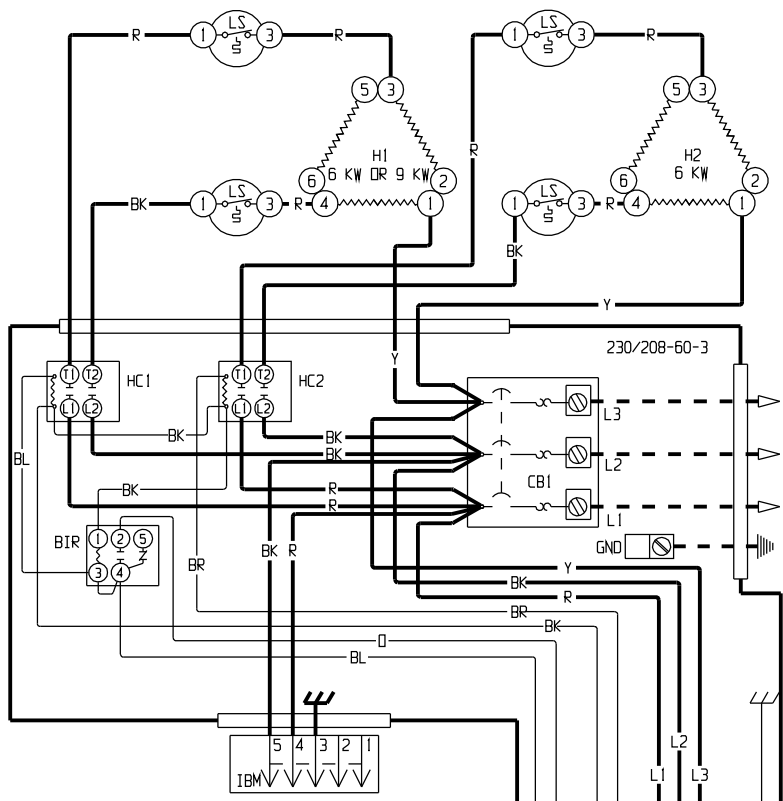 1 LS 3
R
R
1 LS 3
R
5 3
5 3
H1
6 KW OR 9 KW
R
H2
6 KW
6
2
6
2
BK
1 LS 3
R
4
1
1 LS 3
R
4
1
BK
Y
230/208-60-3
T1 T2
HC1
T1 T2
HC2
Y
L1 L2
L1 L2
L3
BK
BK
BK
L2
BL
CB1
BK
R
R
L1
BIR
1 2 5
BK R
GND
3 4
BR
Y
BK
R
BR
BK
O
BL
5 4 3 2 1
IBM
L1
L2
L3